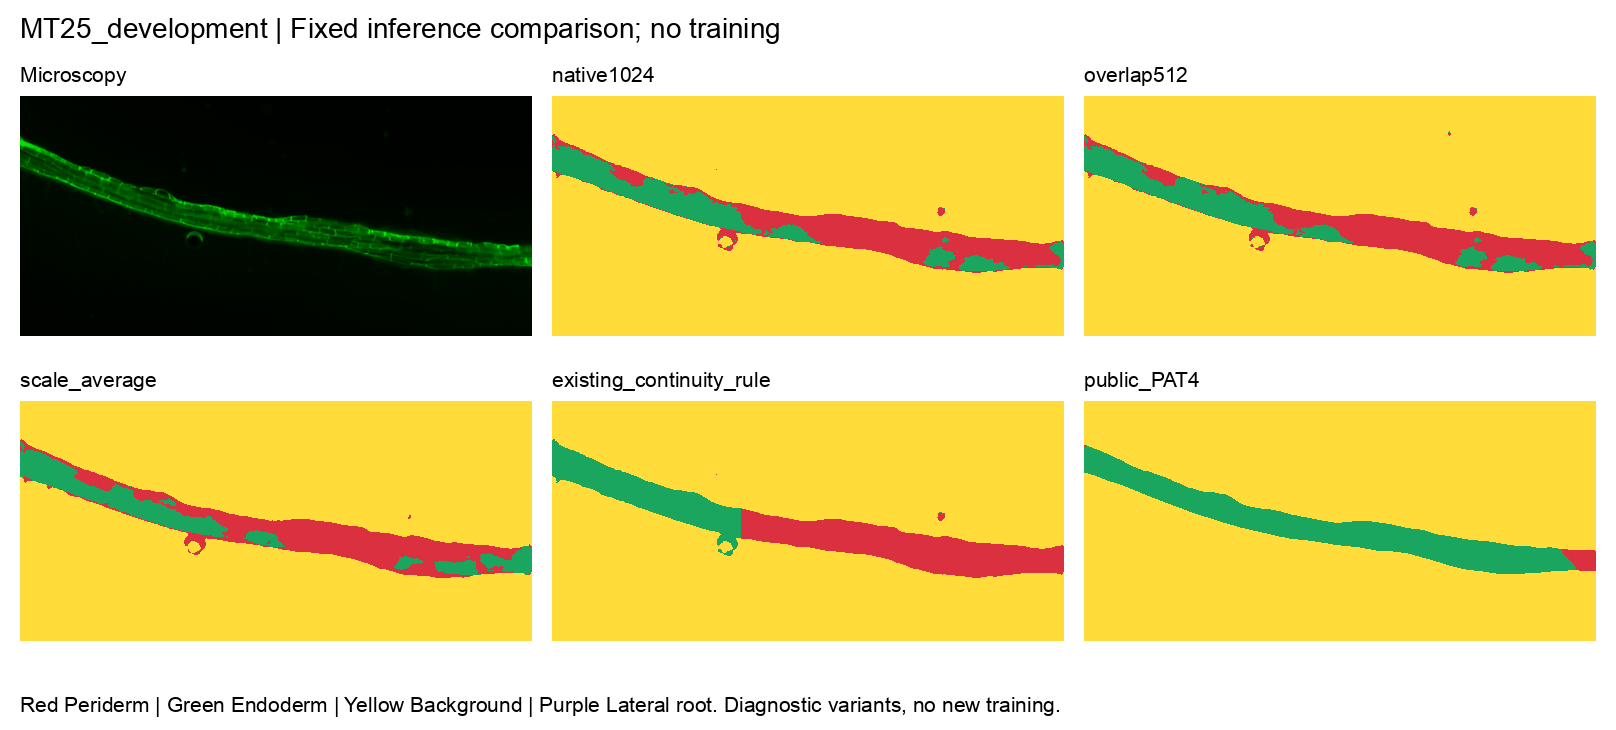 MT25_development | Fixed inference comparison; no training
Microscopy
native1024
overlap512
scale_average
existing_continuity_rule
public_PAT4
Red Periderm | Green Endoderm | Yellow Background | Purple Lateral root. Diagnostic variants, no new training.